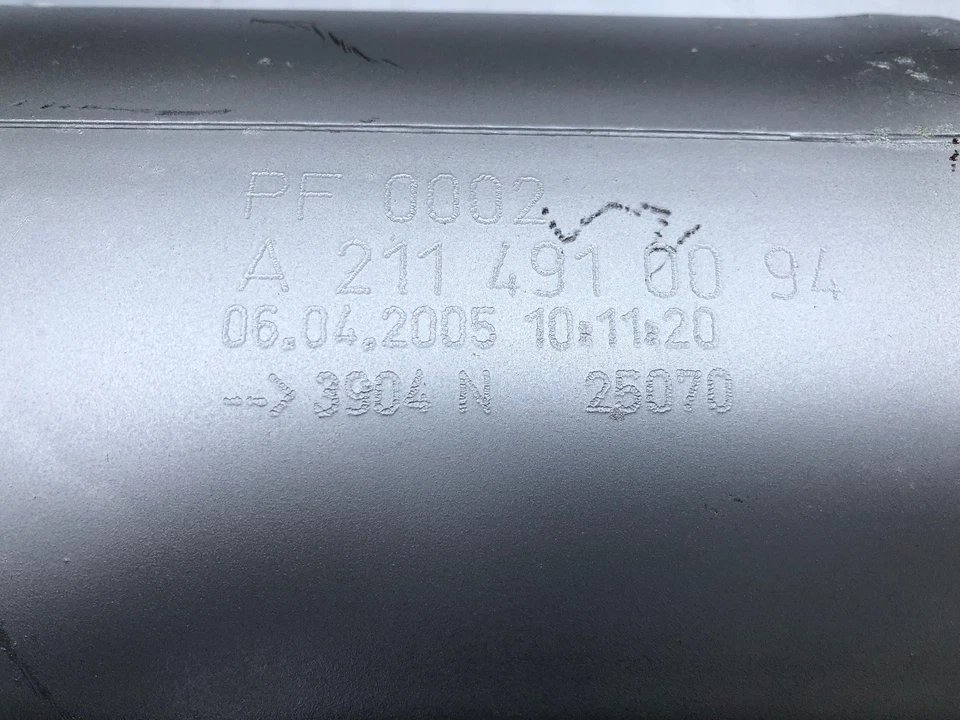 PF 0002
A 211 491 00 94
06.04.2005 10:11:20
--> 3904 N 25070